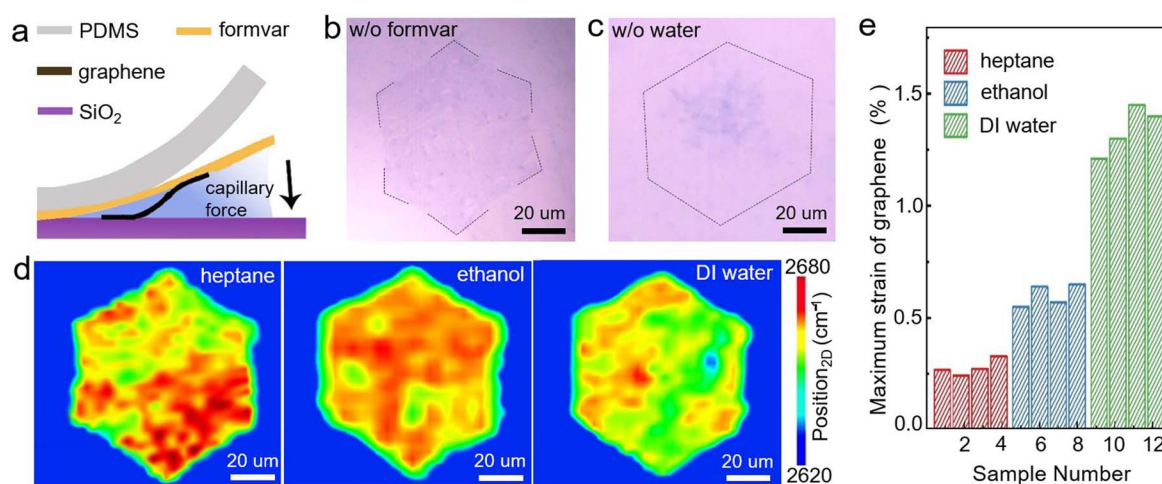 a
PDMS
formvar
graphene
SiO₂
capillary
force
b
w/o formvar
20 um
c
w/o water
20 um
d
heptane
20 um
ethanol
20 um
DI water
20 um
2680
Position₂D (cm⁻¹)
2620
e
heptane
ethanol
DI water
Maximum strain of graphene (%)
1.5
1.0
0.5
0.0
2 4 6 8 10 12
Sample Number